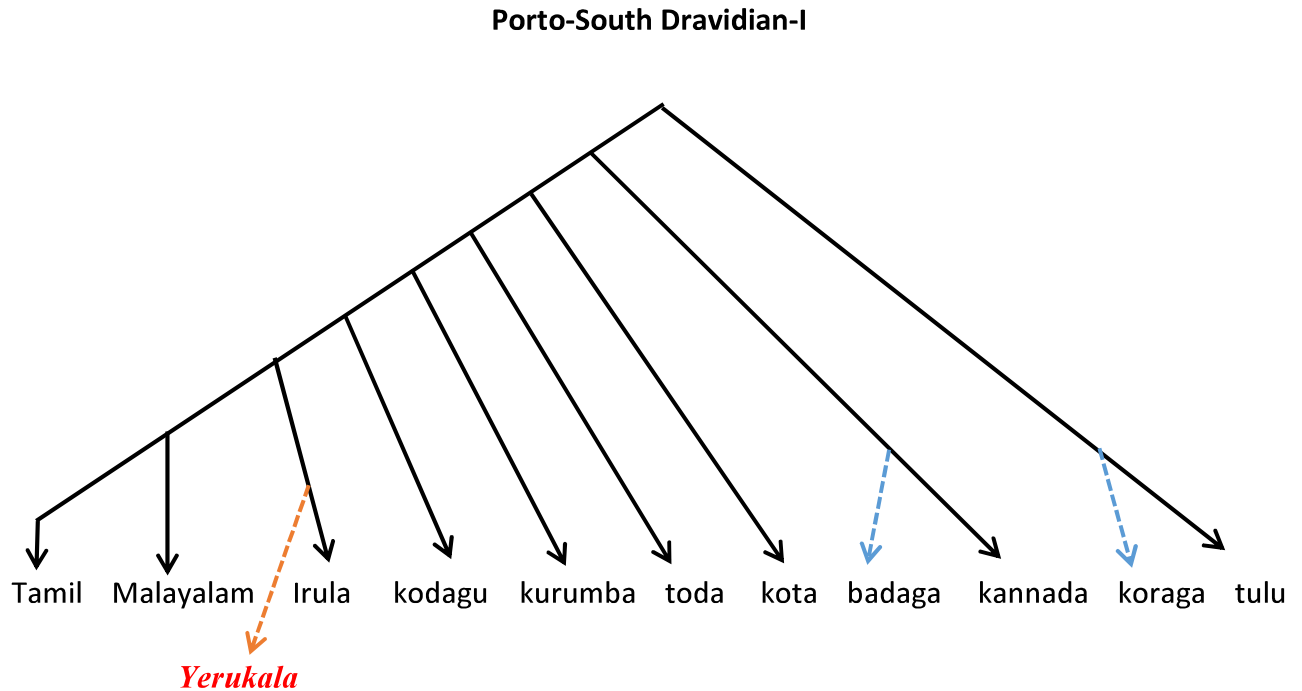 Porto-South Dravidian-I
Tamil Malayalam Irula kodagu kurumba toda kota badaga kannada koraga tulu
Yerukala